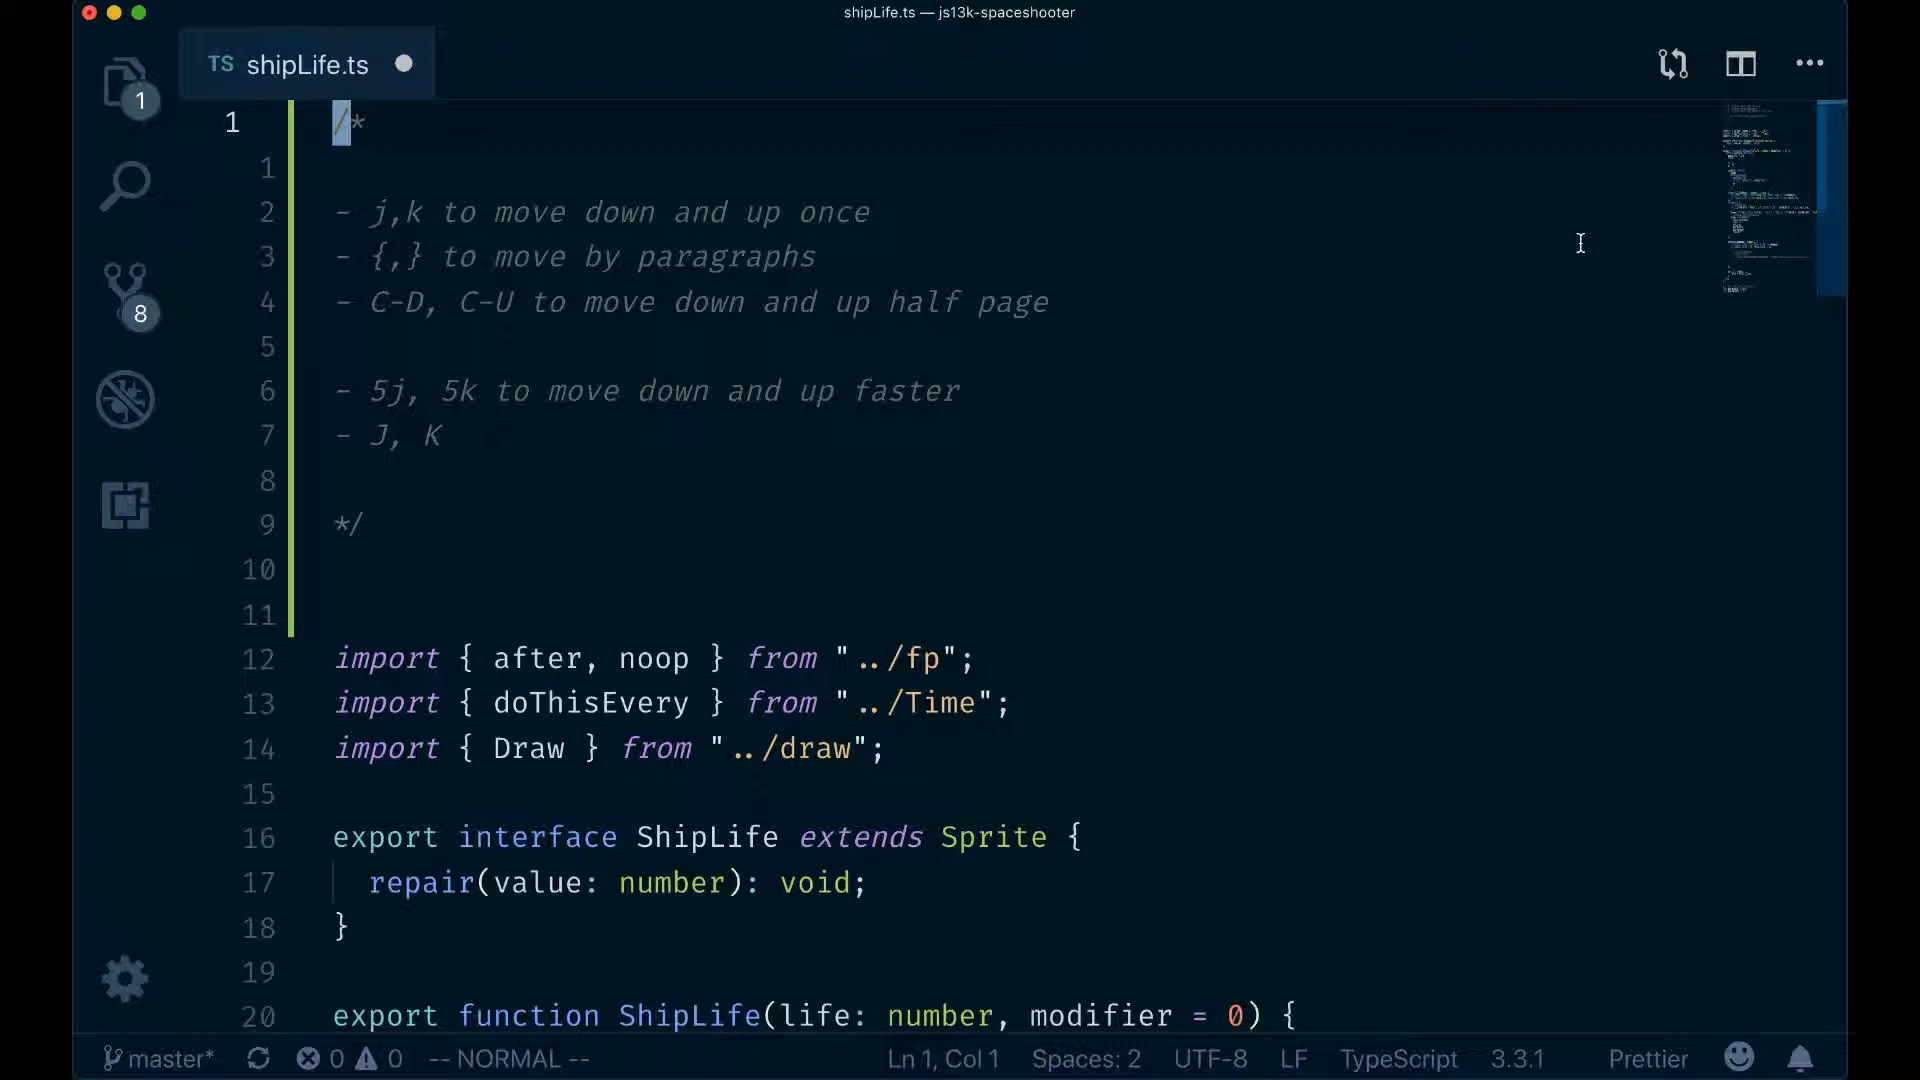 shipLife.ts — js13k-spaceshooter
TS shipLife.ts
1
8
1 /*
1
2 - j,k to move down and up once
3 - {,} to move by paragraphs
4 - C-D, C-U to move down and up half page
5
6 - 5j, 5k to move down and up faster
7 - J, K
8
9 */
10
11
12 import { after, noop } from "../fp";
13 import { doThisEvery } from "../Time";
14 import { Draw } from "../draw";
15
16 export interface ShipLife extends Sprite {
17 repair(value: number): void;
18 }
19
20 export function ShipLife(life: number, modifier = 0) {
master* 0 0 -- NORMAL -- Ln 1, Col 1 Spaces: 2 UTF-8 LF TypeScript 3.3.1 Prettier